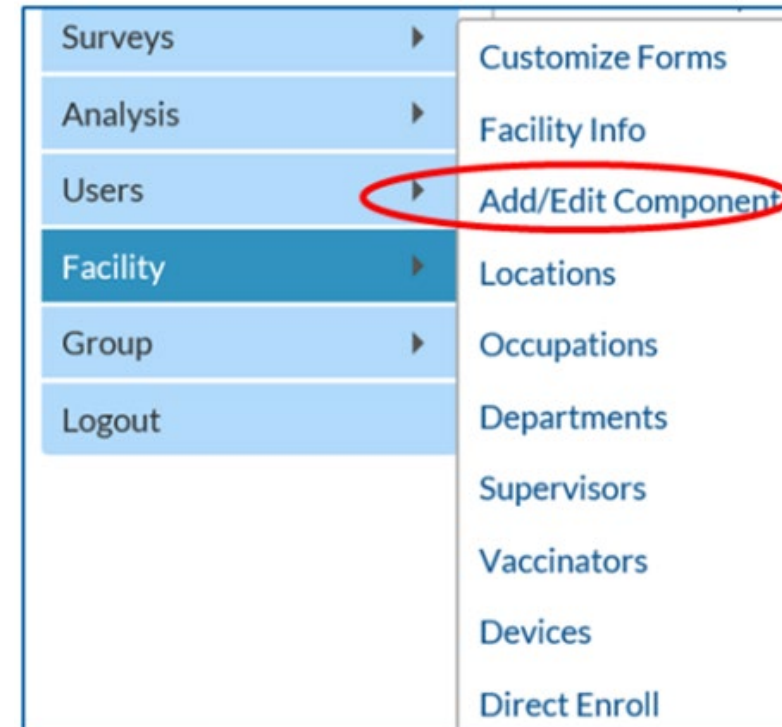 Surveys
Analysis
Users
Facility
Group
Logout
Customize Forms
Facility Info
Add/Edit Component
Locations
Occupations
Departments
Supervisors
Vaccinators
Devices
Direct Enroll